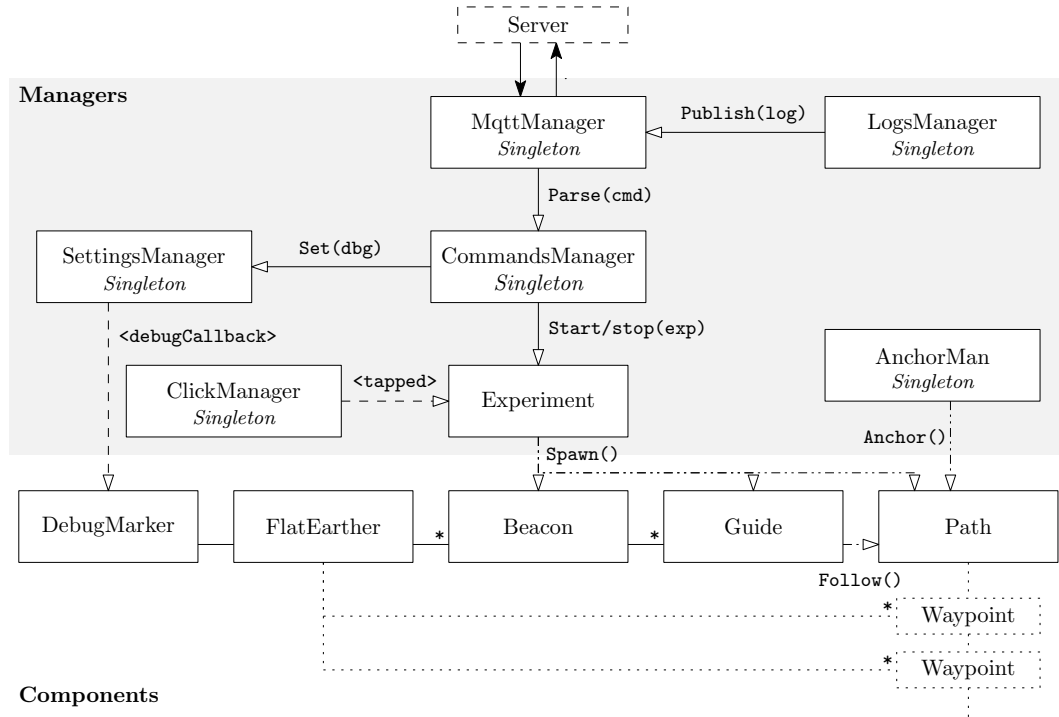 Server
Managers
MqttManager
Singleton
Publish(log)
LogsManager
Singleton
Parse(cmd)
SettingsManager
Singleton
Set(dbg)
CommandsManager
Singleton
<debugCallback>
Start/stop(exp)
ClickManager
Singleton
<tapped>
Experiment
AnchorMan
Singleton
Anchor()
Spawn()
DebugMarker
FlatEarther
*
Beacon
*
Guide
Path
Follow()
*
Waypoint
*
Waypoint
Components